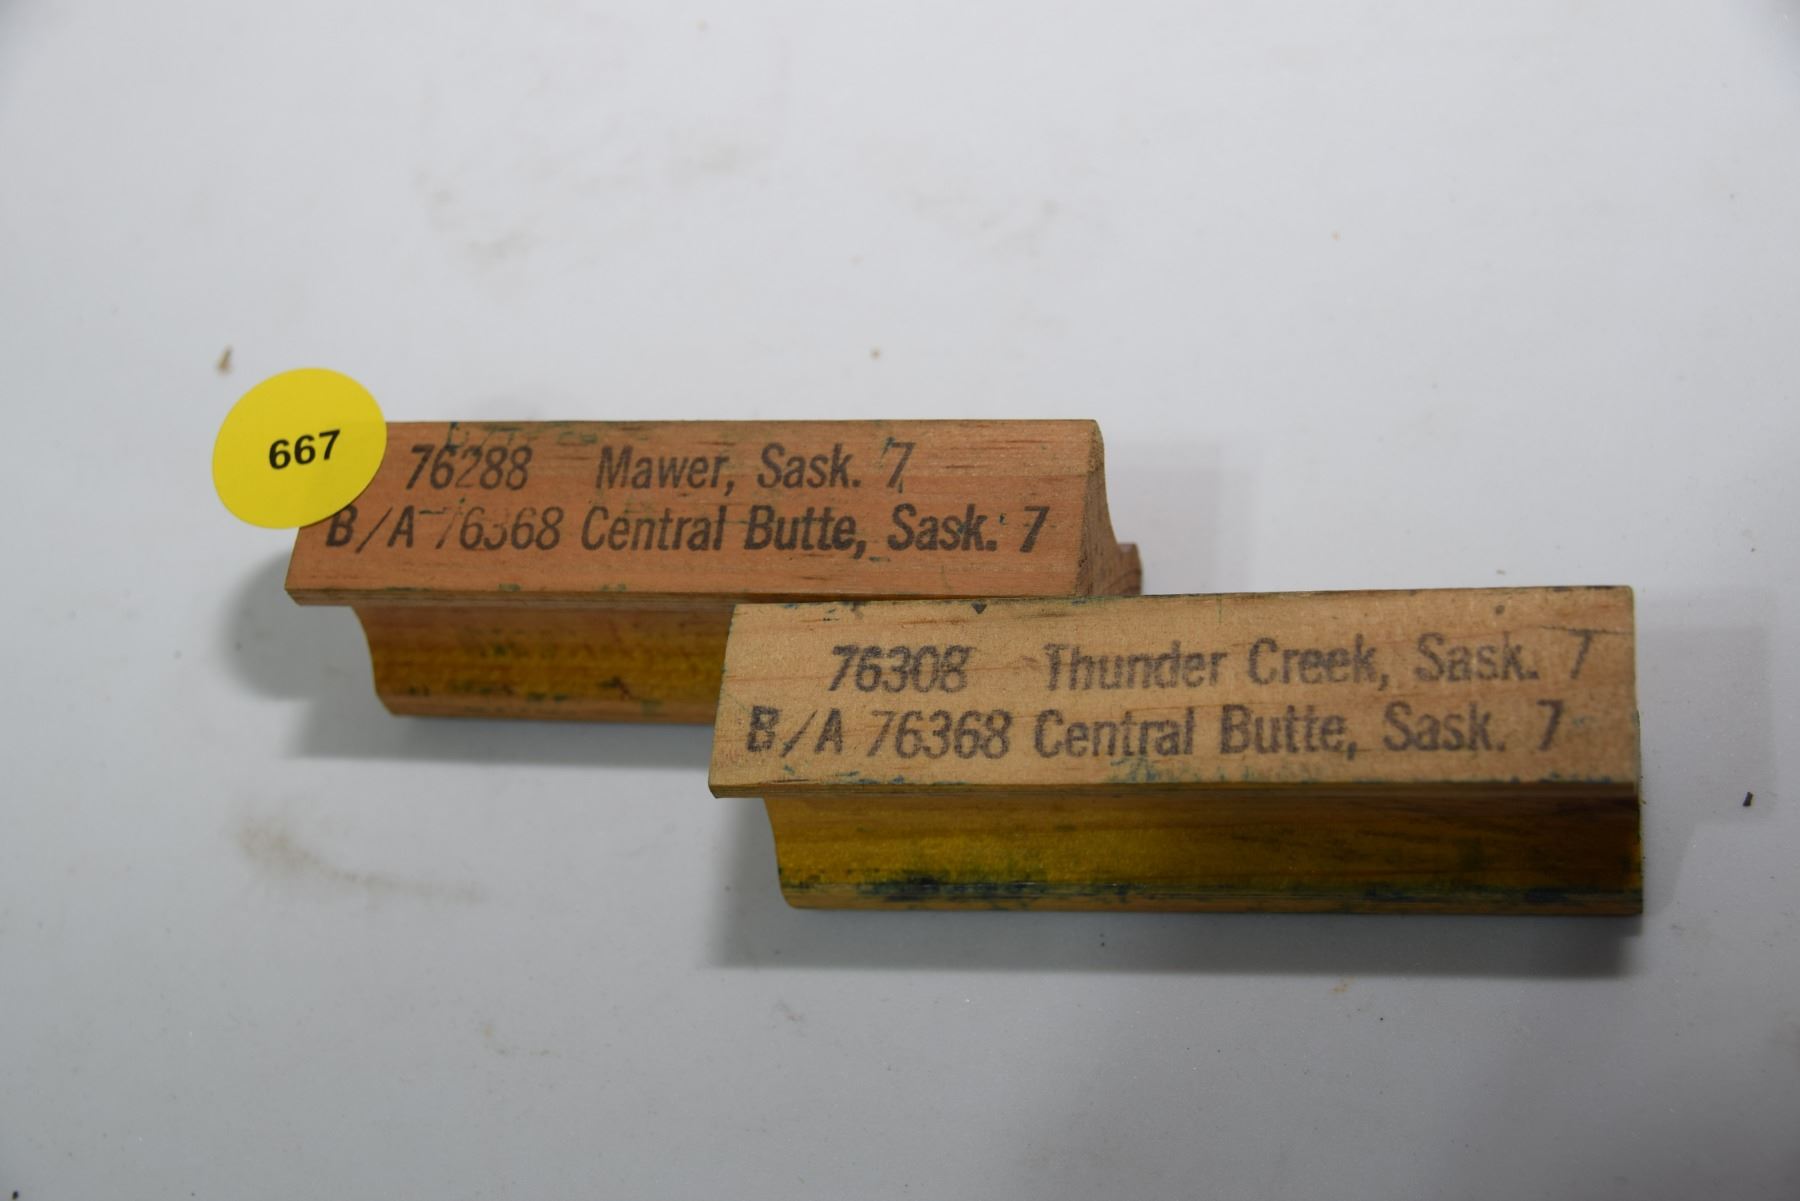 667
76288 Mawer, Sask. 7
B/A 76368 Central Butte, Sask. 7
76308 Thunder Creek, Sask. 7
B/A 76368 Central Butte, Sask. 7